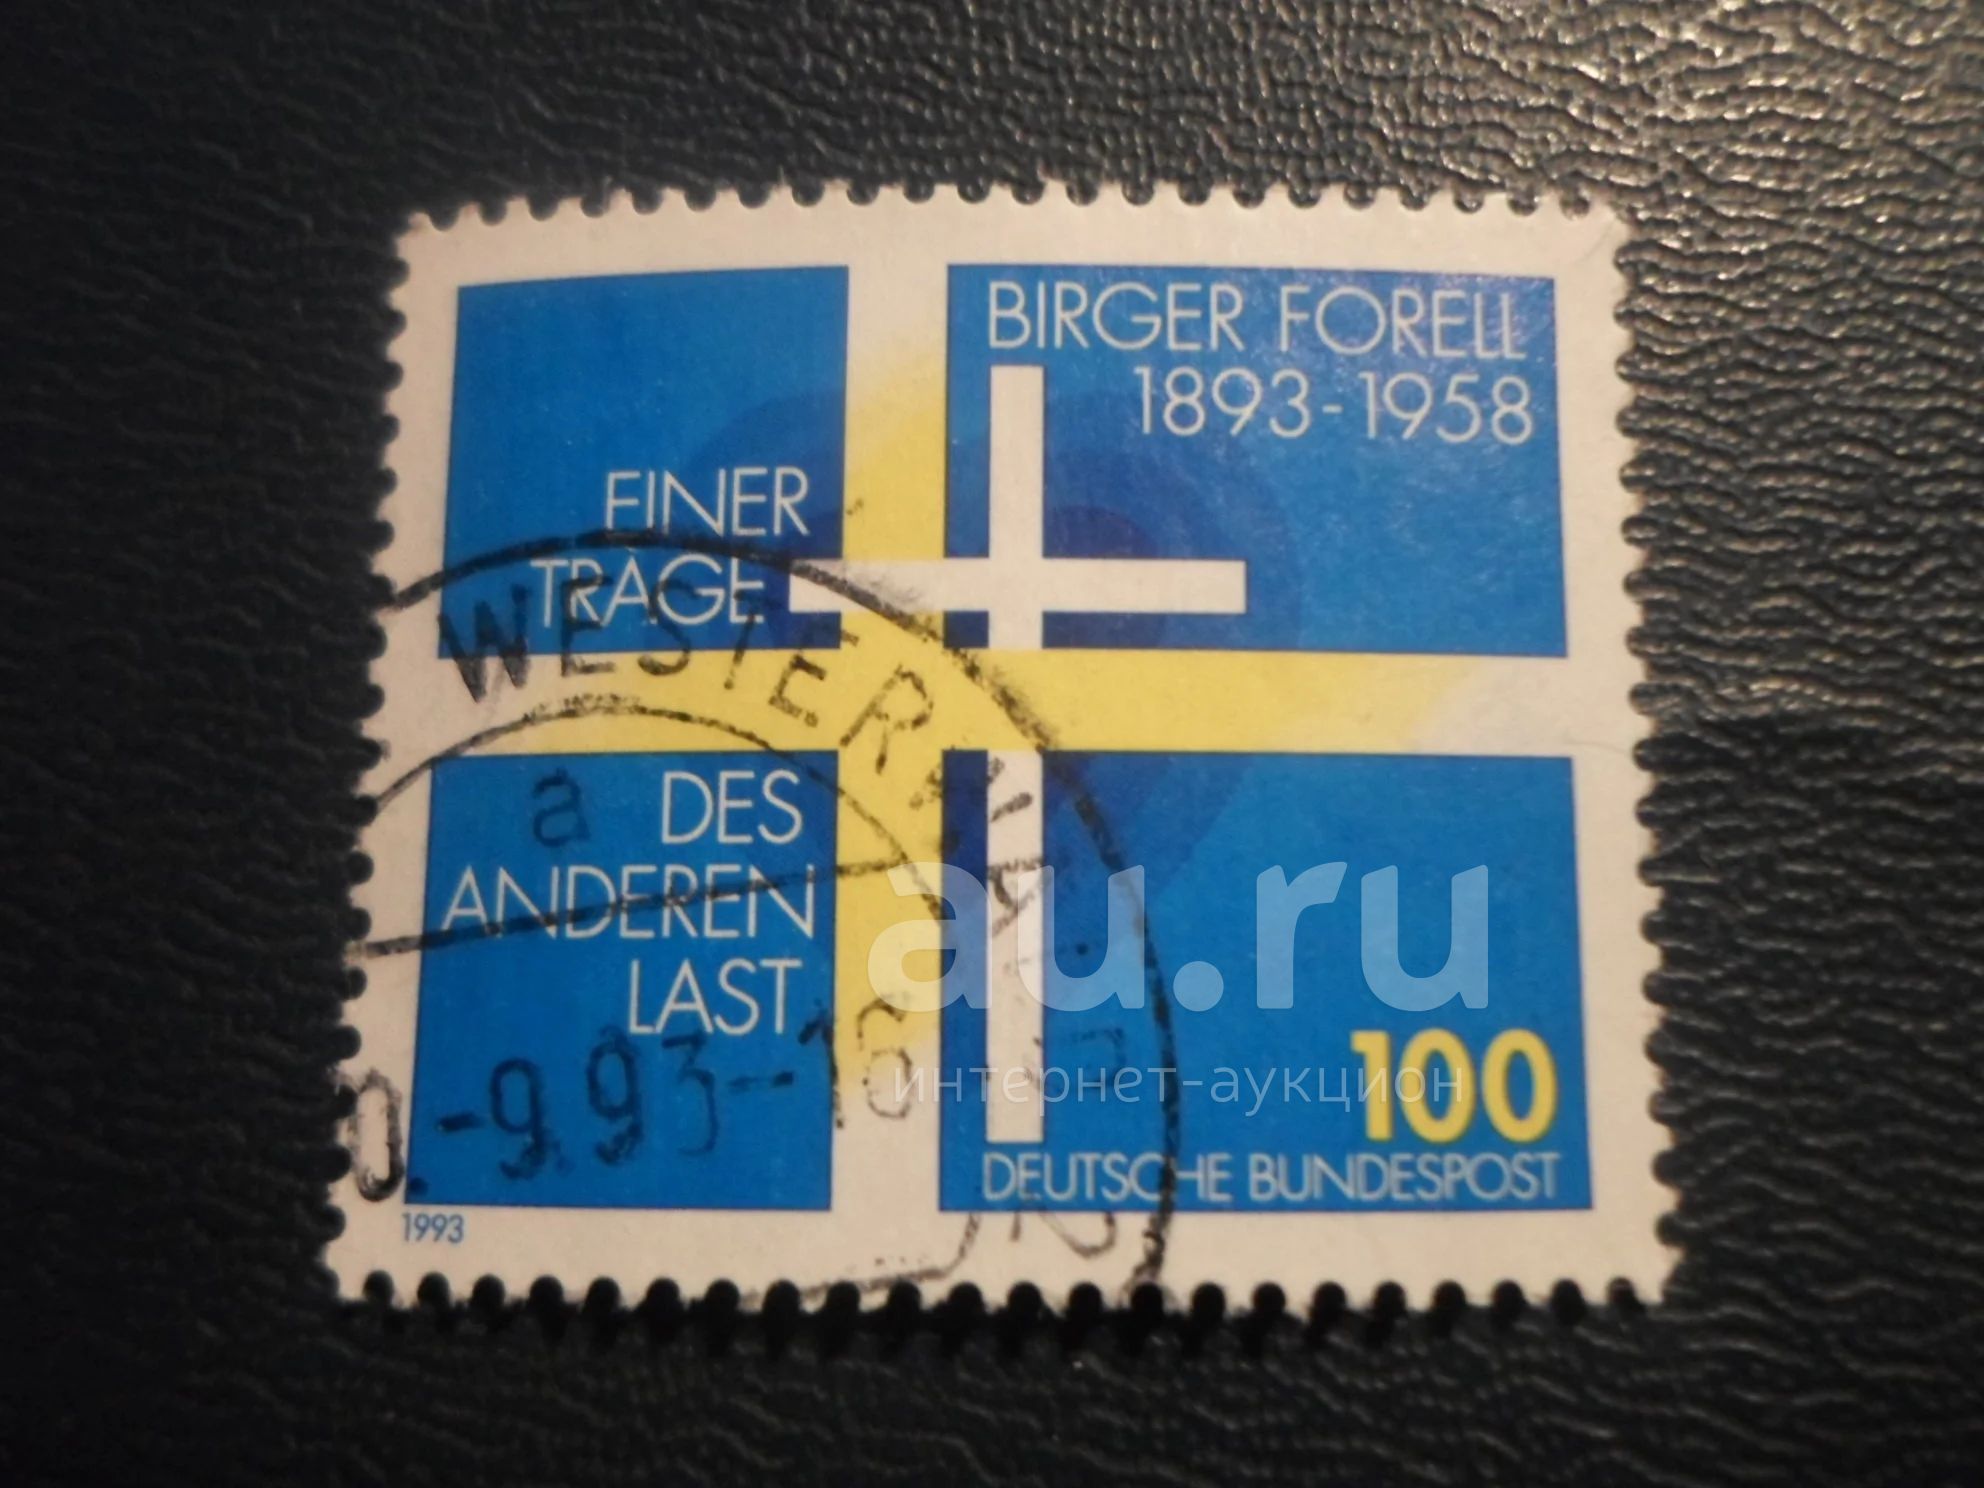 BIRGER FORELL
1893-1958
EINER
TRAGE
DES
ANDEREN
LAST
100
DEUTSCHE BUNDESPOST
1993
WESTER
a
-9.93-18
au.ru
интернет-аукцион